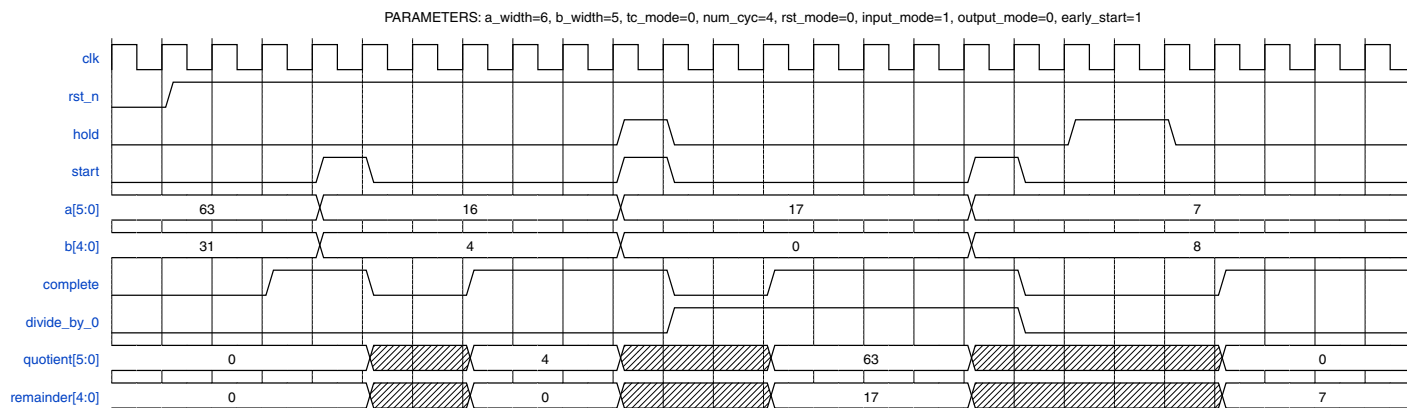 PARAMETERS: a_width=6, b_width=5, tc_mode=0, num_cyc=4, rst_mode=0, input_mode=1, output_mode=0, early_start=1
clk
rst_n
hold
start
a[5:0] 63 16 17 7
b[4:0] 31 4 0 8
complete
divide_by_0
quotient[5:0] 0 4 63 0
remainder[4:0] 0 0 17 7